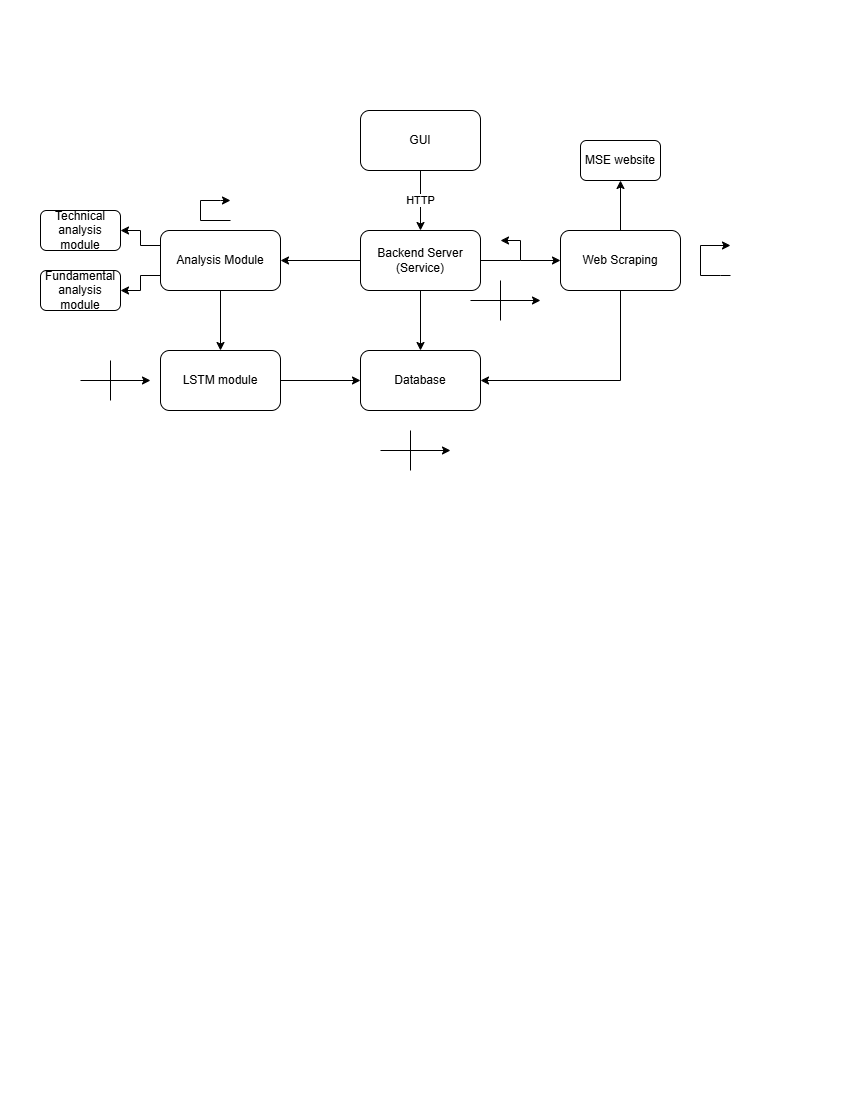 GUI
MSE website
HTTP
Technical
analysis
module
Analysis Module
Backend Server
(Service)
Web Scraping
Fundamental
analysis
module
LSTM module
Database